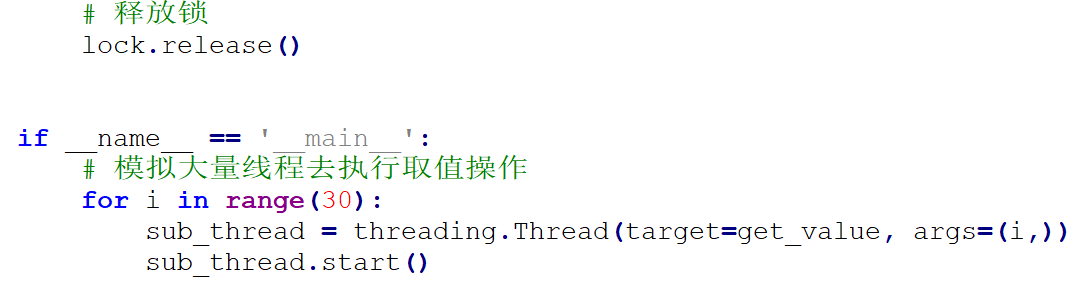 # 释放锁
lock.release()
if __name__ == '__main__':
# 模拟大量线程去执行取值操作
for i in range(30):
sub_thread = threading.Thread(target=get_value, args=(i,))
sub_thread.start()